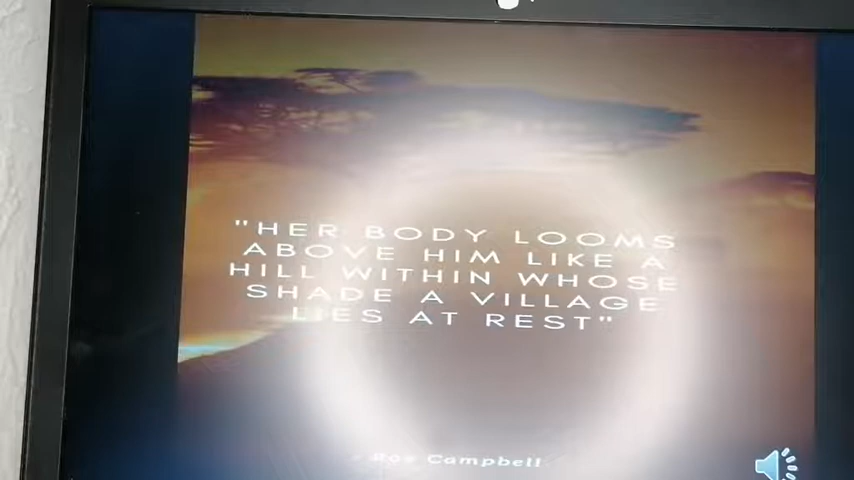 "HER BODY LOOMS
ABOVE HIM LIKE A
HILL WITHIN WHOSE
SHADE A VILLAGE
LIES AT REST"
Campbell